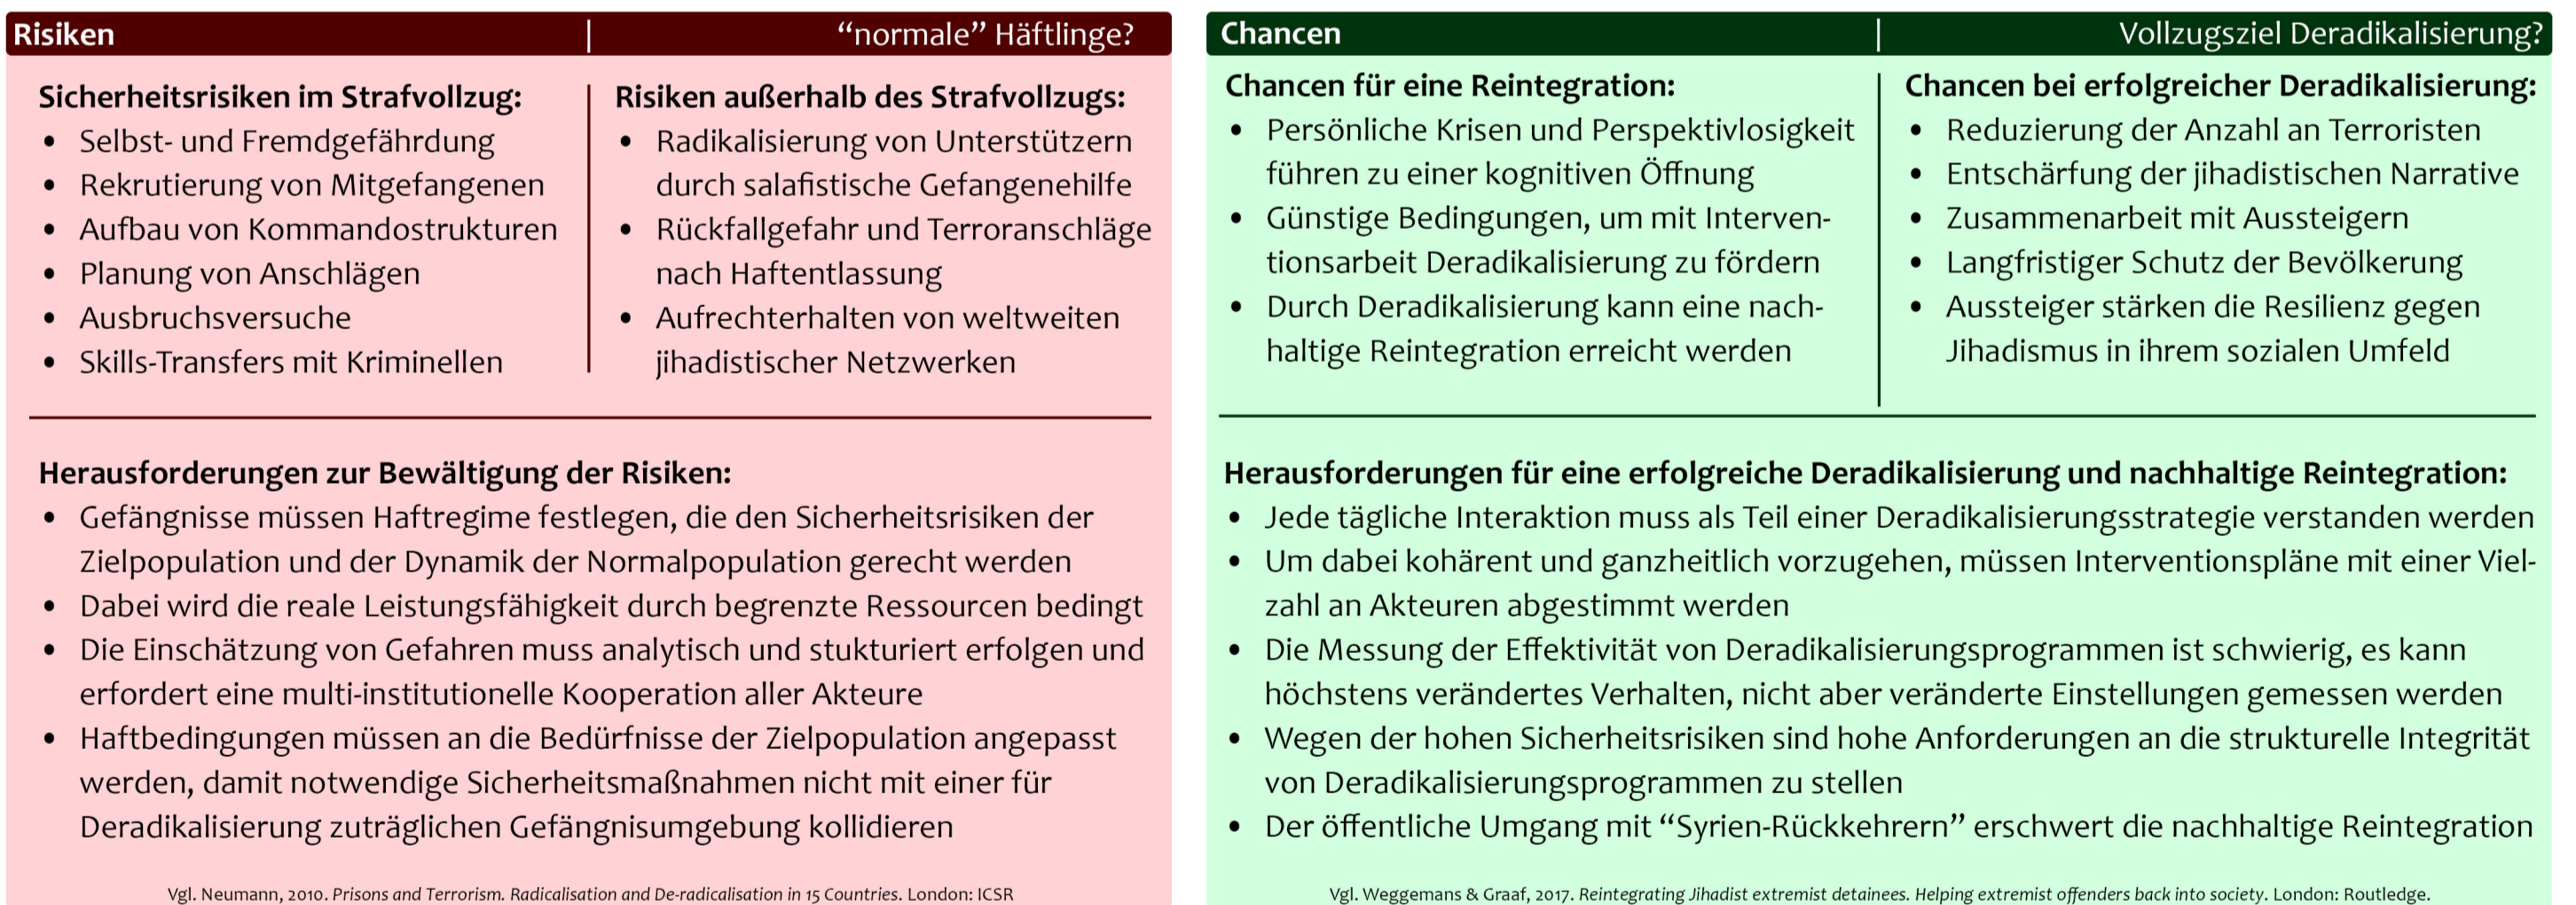 Risiken | “normale” Häftlinge?
Sicherheitsrisiken im Strafvollzug:
• Selbst- und Fremdgefährdung
• Rekrutierung von Mitgefangenen
• Aufbau von Kommandostrukturen
• Planung von Anschlägen
• Ausbruchsversuche
• Skills-Transfers mit Kriminellen
Risiken außerhalb des Strafvollzugs:
• Radikalisierung von Unterstützern
durch salafistische Gefangenehilfe
• Rückfallgefahr und Terroranschläge
nach Haftentlassung
• Aufrechterhalten von weltweiten
jihadistischer Netzwerken
Herausforderungen zur Bewältigung der Risiken:
• Gefängnisse müssen Haftregime festlegen, die den Sicherheitsrisiken der
Zielpopulation und der Dynamik der Normalpopulation gerecht werden
• Dabei wird die reale Leistungsfähigkeit durch begrenzte Ressourcen bedingt
• Die Einschätzung von Gefahren muss analytisch und stukturiert erfolgen und
erfordert eine multi-institutionelle Kooperation aller Akteure
• Haftbedingungen müssen an die Bedürfnisse der Zielpopulation angepasst
werden, damit notwendige Sicherheitsmaßnahmen nicht mit einer für
Deradikalisierung zuträglichen Gefängnisumgebung kollidieren
Vgl. Neumann, 2010. Prisons and Terrorism. Radicalisation and De-radicalisation in 15 Countries. London: ICSR
Chancen | Vollzugsziel Deradikalisierung?
Chancen für eine Reintegration:
• Persönliche Krisen und Perspektivlosigkeit
führen zu einer kognitiven Öffnung
• Günstige Bedingungen, um mit Interven-
tionsarbeit Deradikalisierung zu fördern
• Durch Deradikalisierung kann eine nach-
haltige Reintegration erreicht werden
Chancen bei erfolgreicher Deradikalisierung:
• Reduzierung der Anzahl an Terroristen
• Entschärfung der jihadistischen Narrative
• Zusammenarbeit mit Aussteigern
• Langfristiger Schutz der Bevölkerung
• Aussteiger stärken die Resilienz gegen
Jihadismus in ihrem sozialen Umfeld
Herausforderungen für eine erfolgreiche Deradikalisierung und nachhaltige Reintegration:
• Jede tägliche Interaktion muss als Teil einer Deradikalisierungsstrategie verstanden werden
• Um dabei kohärent und ganzheitlich vorzugehen, müssen Interventionspläne mit einer Viel-
zahl an Akteuren abgestimmt werden
• Die Messung der Effektivität von Deradikalisierungsprogrammen ist schwierig, es kann
höchstens verändertes Verhalten, nicht aber veränderte Einstellungen gemessen werden
• Wegen der hohen Sicherheitsrisiken sind hohe Anforderungen an die strukturelle Integrität
von Deradikalisierungsprogrammen zu stellen
• Der öffentliche Umgang mit “Syrien-Rückkehrern” erschwert die nachhaltige Reintegration
Vgl. Weggemans & Graaf, 2017. Reintegrating Jihadist extremist detainees. Helping extremist offenders back into society. London: Routledge.